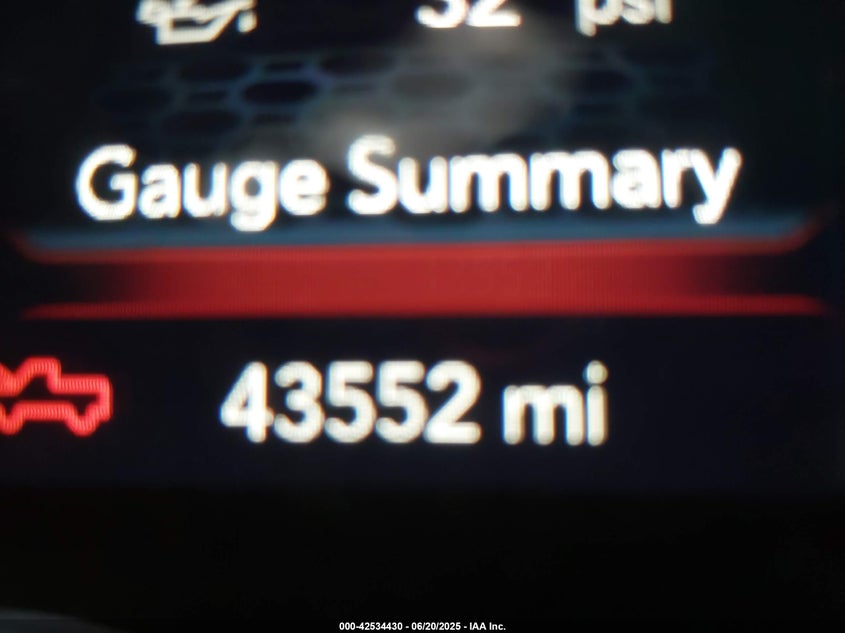 32 psi
Gauge Summary
43552 mi
000-42534430 - 06/20/2025 - IAA Inc.